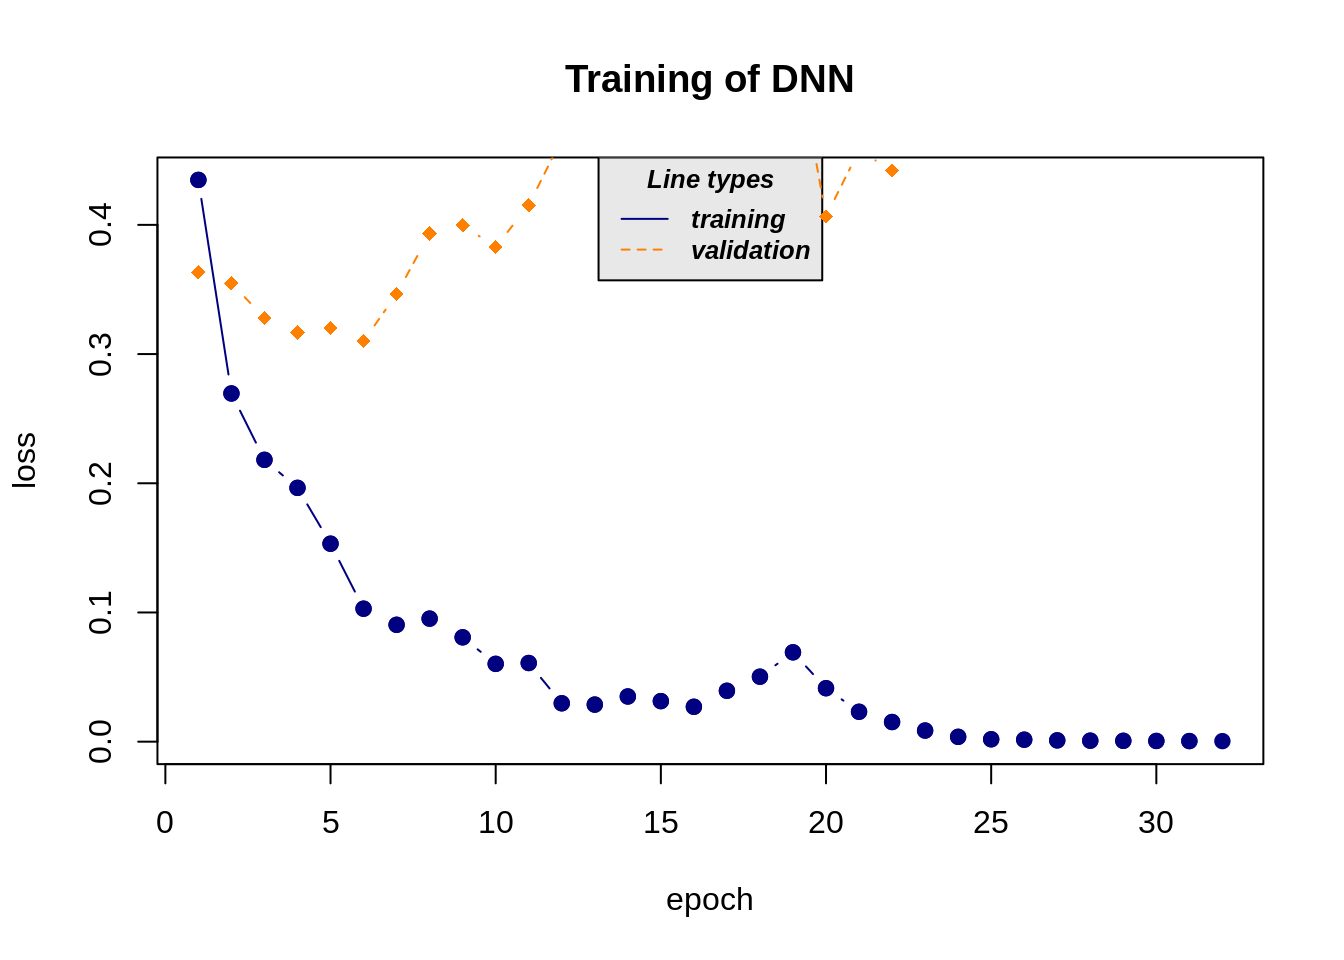 Training of DNN
Line types
training
validation
loss
0.4
0.3
0.2
0.1
0.0
0 5 10 15 20 25 30
epoch